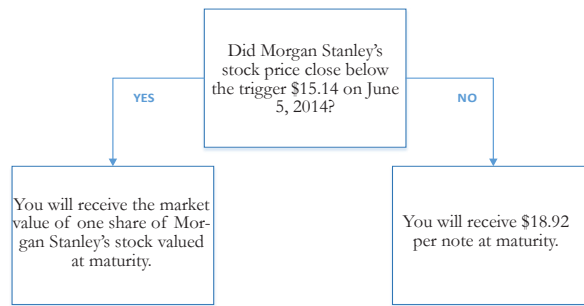 Did Morgan Stanley's
stock price close below
the trigger $15.14 on June
5, 2014?
YES
NO
You will receive the market
value of one share of Mor-
gan Stanley's stock valued
at maturity.
You will receive $18.92
per note at maturity.